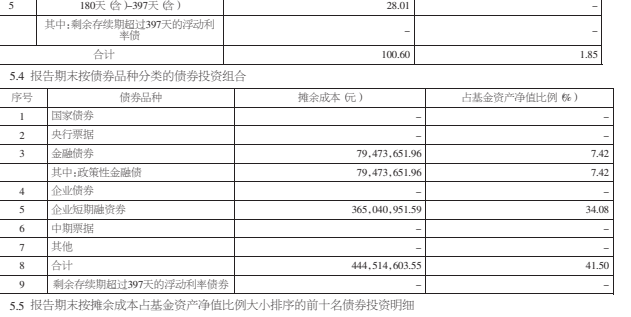 5 180天(含)-397天(含) 28.01 –
其中:剩余存续期超过397天的浮动利率债 – –
合计 100.60 1.85
5.4 报告期末按债券品种分类的债券投资组合
序号 债券品种 摊余成本(元) 占基金资产净值比例(%)
1 国家债券 – –
2 央行票据 – –
3 金融债券 79,473,651.96 7.42
其中:政策性金融债 79,473,651.96 7.42
4 企业债券 – –
5 企业短期融资券 365,040,951.59 34.08
6 中期票据 – –
7 其他 – –
8 合计 444,514,603.55 41.50
9 剩余存续期超过397天的浮动利率债券 – –
5.5 报告期末按摊余成本占基金资产净值比例大小排序的前十名债券投资明细